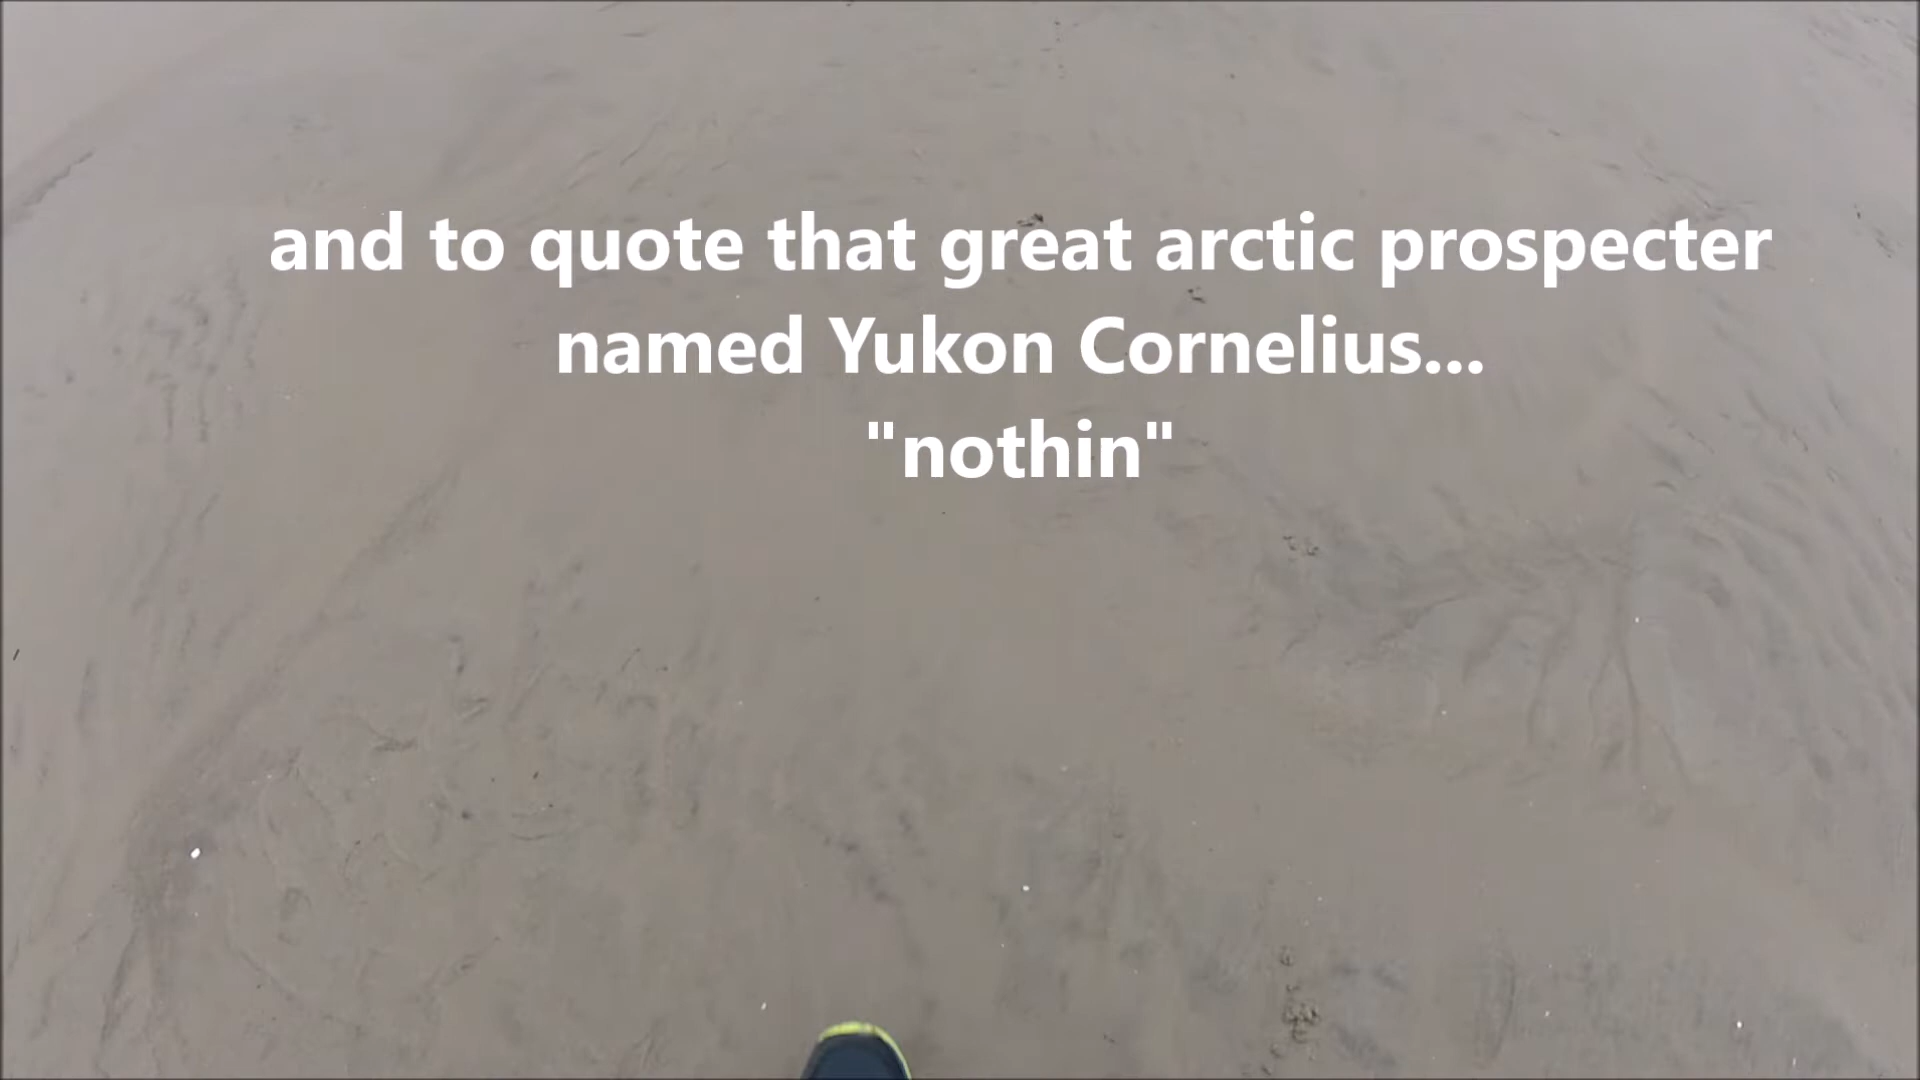 and to quote that great arctic prospecter
named Yukon Cornelius...
"nothin"